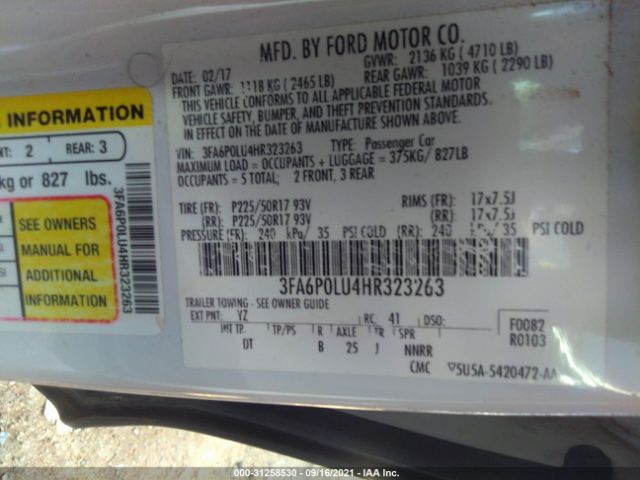 MFD. BY FORD MOTOR CO.
DATE: 02/17
GVWR: 2136 KG ( 4710 LB)
FRONT GAWR: 1118 KG ( 2465 LB)
REAR GAWR: 1039 KG ( 2290 LB)
THIS VEHICLE CONFORMS TO ALL APPLICABLE FEDERAL MOTOR
VEHICLE SAFETY, BUMPER, AND THEFT PREVENTION STANDARDS
IN EFFECT ON THE DATE OF MANUFACTURE SHOWN ABOVE.
VIN: 3FA6P0LU4HR323263 TYPE: Passenger Car
MAXIMUM LOAD = OCCUPANTS + LUGGAGE = 375KG/ 827LB
OCCUPANTS = 5 TOTAL; 2 FRONT, 3 REAR
TIRE (FR): P225/50R17 93V RIMS (FR): 17x7.5J
(RR): P225/50R17 93V (RR): 17x7.5J
PRESSURE (FR): 240 kPa/ 35 PSI COLD (RR): 240 35 PSI COLD
3FA6P0LU4HR323263
TRAILER TOWING - SEE OWNER GUIDE
EXT PNT: YZ RC: 41 DSO:
INT TP. TP/PS R AXLE TR SPR
DT B 25 J NNRR
CMC
F0082
R0103
5U5A-5420472-AA
INFORMATION
2 REAR: 3
kg or 827 lbs.
SEE OWNERS
MANUAL FOR
ADDITIONAL
INFORMATION
3FA6P0LU4HR323263
000-31258530 - 09/16/2021 - IAA Inc.